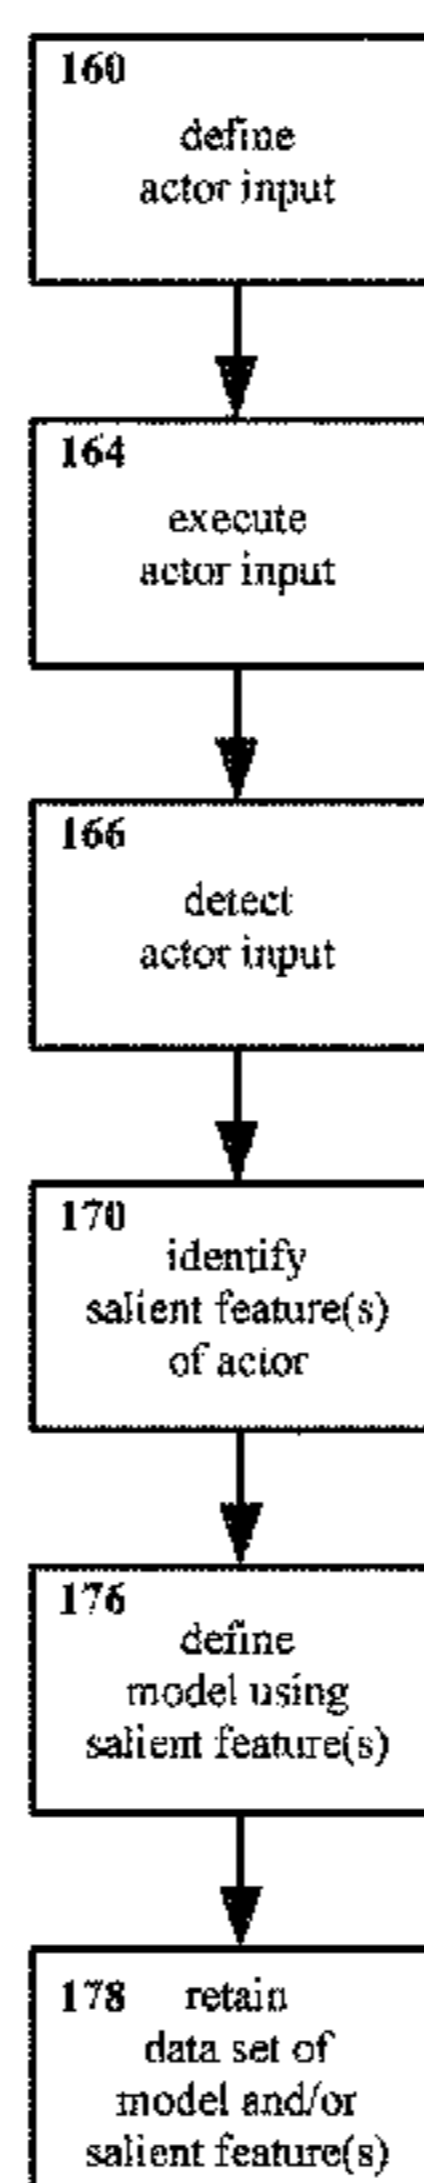 160
define
actor input
164
execute
actor input
166
detect
actor input
170
identify
salient feature(s)
of actor
176
define
model using
salient feature(s)
178 retain
data set of
model and/or
salient feature(s)